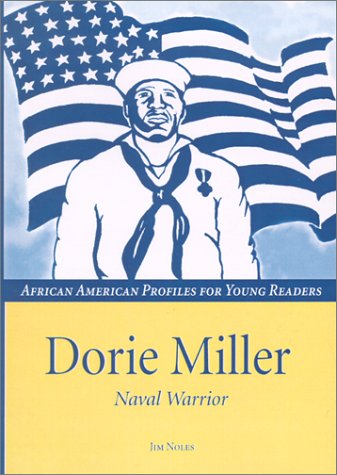 AFRICAN AMERICAN PROFILES FOR YOUNG READERS
Dorie Miller
Naval Warrior
JIM NOLES